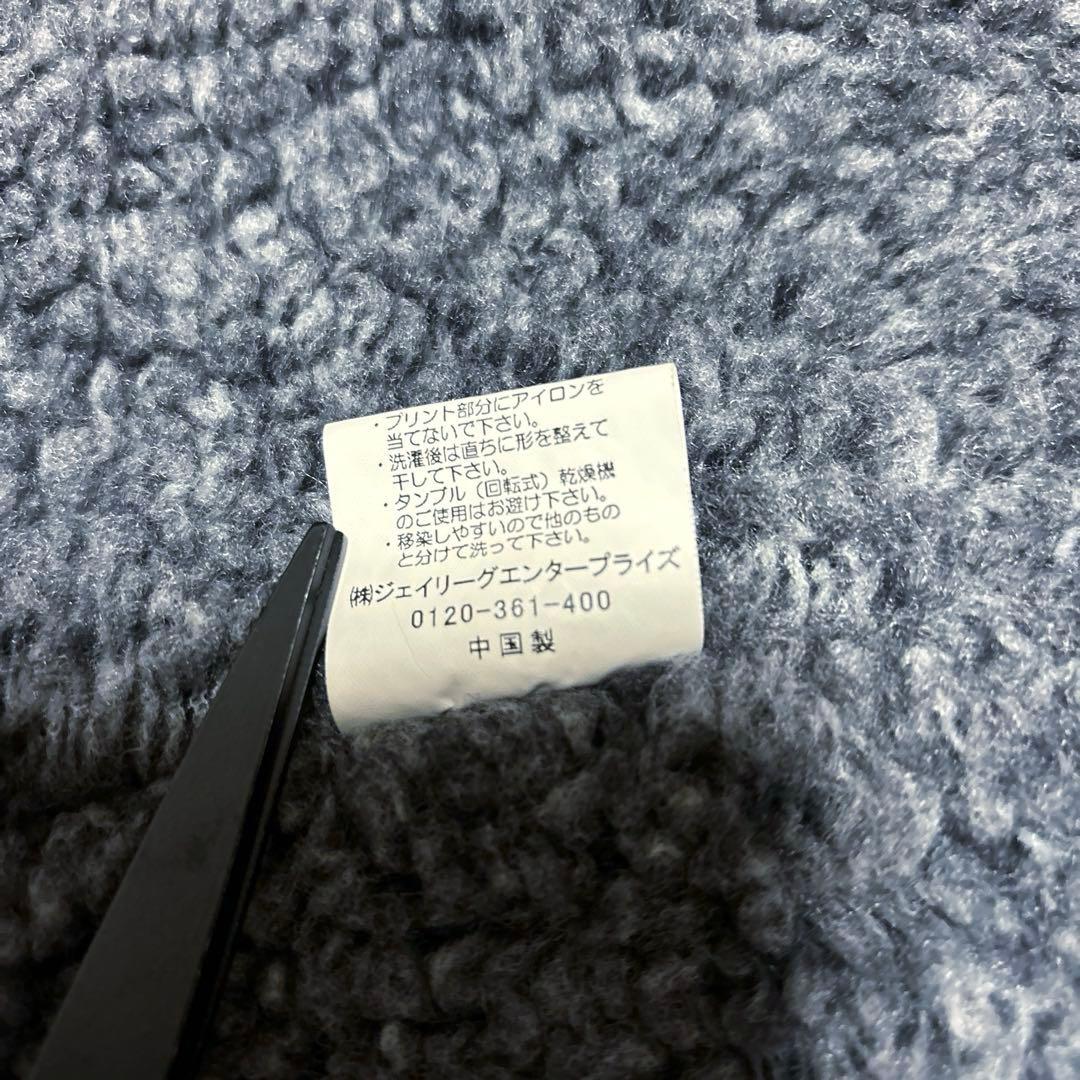 ・プリント部分にアイロンを
当てないで下さい。
・洗濯後は直ちに形を整えて
干して下さい。
・タンブル（回転式）乾燥機
のご使用はお避け下さい。
・移染しやすいので他のもの
と分けて洗って下さい。
㈱ジェイリーグエンタープライズ
0120-361-400
中国製